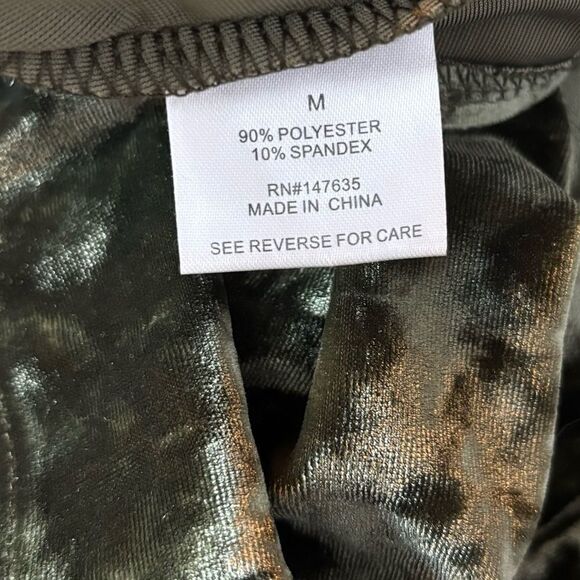 M
90% POLYESTER
10% SPANDEX
RN#147635
MADE IN CHINA
SEE REVERSE FOR CARE